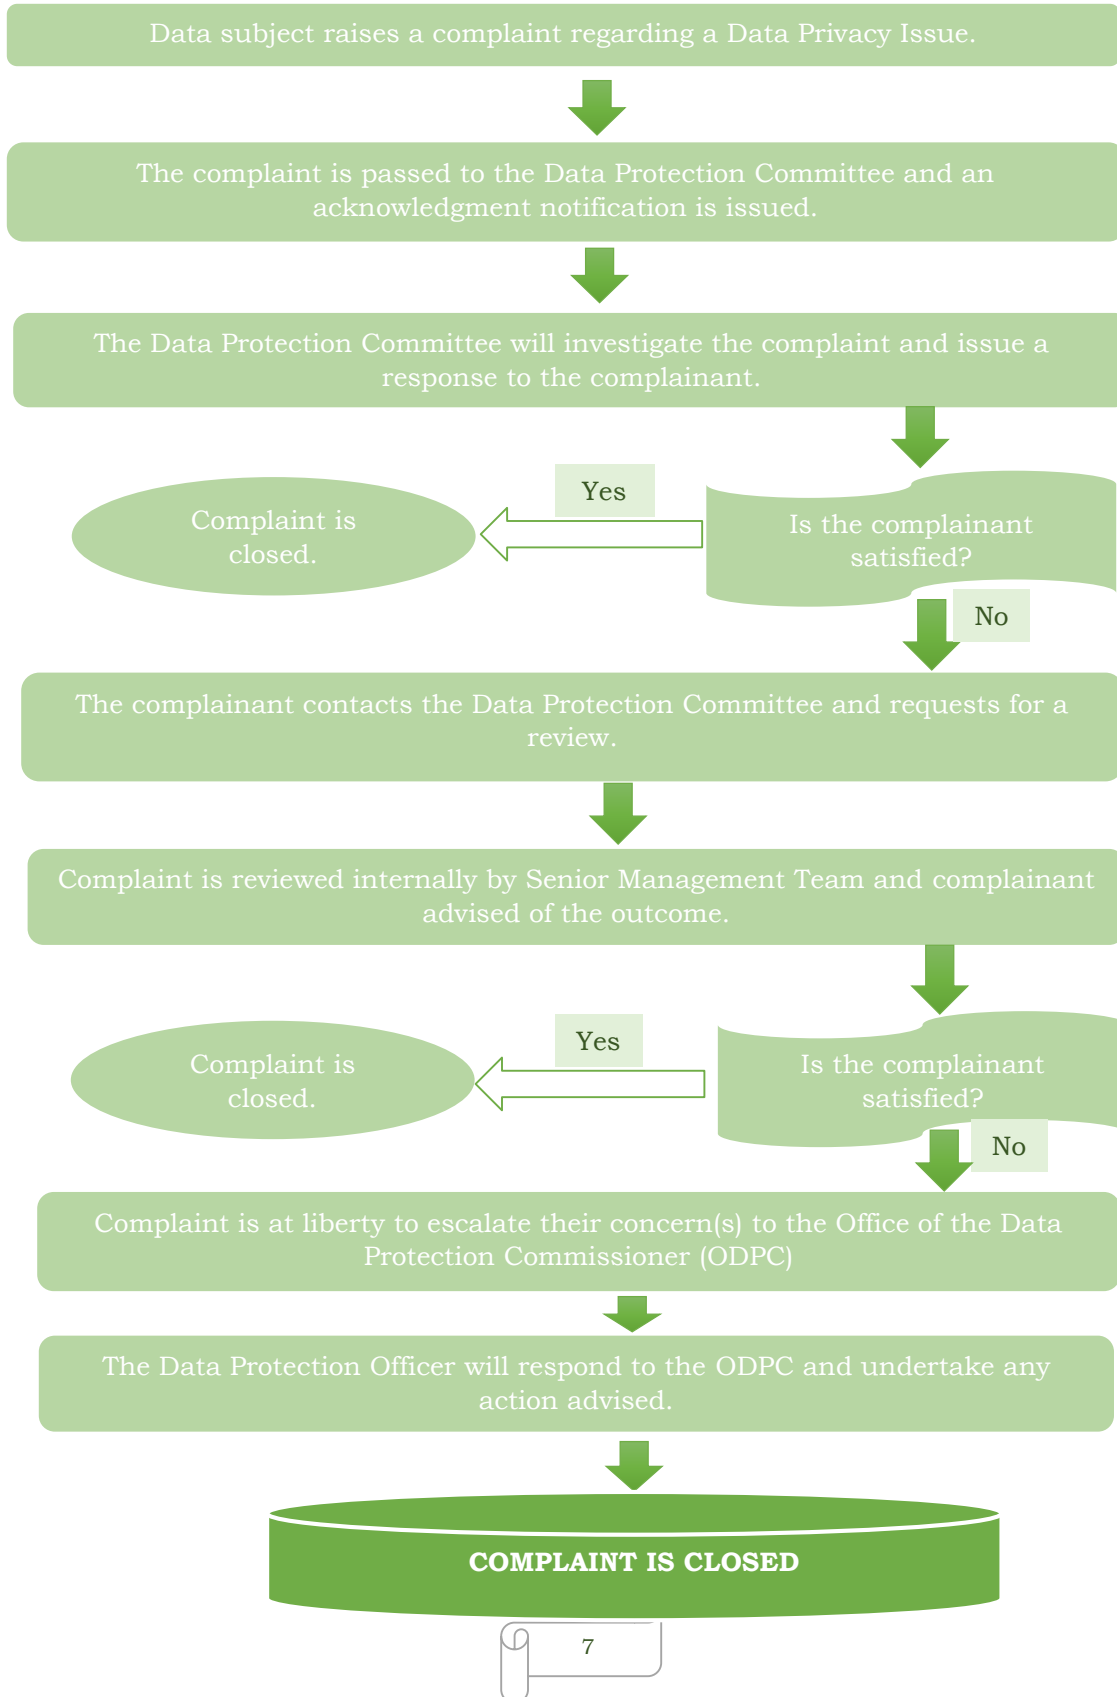 Data subject raises a complaint regarding a Data Privacy Issue.
The complaint is passed to the Data Protection Committee and an
acknowledgment notification is issued.
The Data Protection Committee will investigate the complaint and issue a
response to the complainant.
Complaint is
closed.
Yes
Is the complainant
satisfied?
No
The complainant contacts the Data Protection Committee and requests for a
review.
Complaint is reviewed internally by Senior Management Team and complainant
advised of the outcome.
Complaint is
closed.
Yes
Is the complainant
satisfied?
No
Complaint is at liberty to escalate their concern(s) to the Office of the Data
Protection Commissioner (ODPC)
The Data Protection Officer will respond to the ODPC and undertake any
action advised.
COMPLAINT IS CLOSED
7